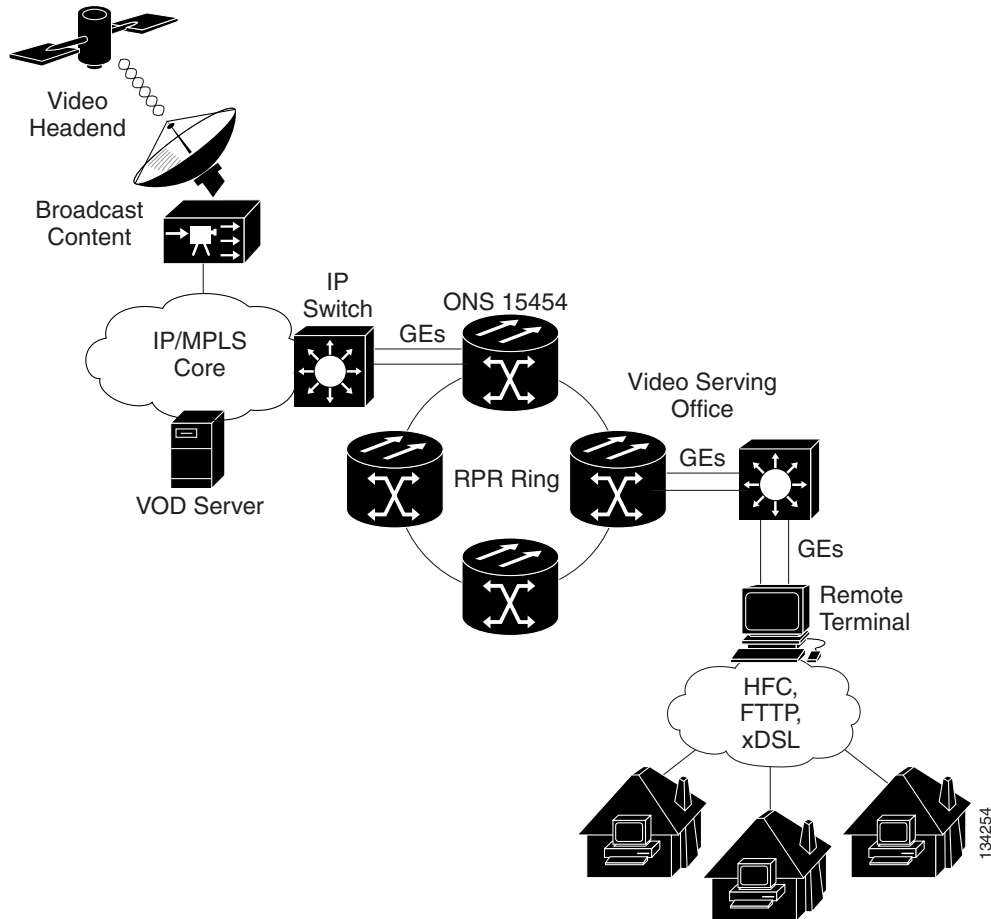 Video
Headend
Broadcast
Content
IP
Switch
ONS 15454
IP/MPLS
Core
GEs
Video Serving
Office
VOD Server
RPR Ring
GEs
GEs
Remote
Terminal
HFC,
FTTP,
xDSL
134254